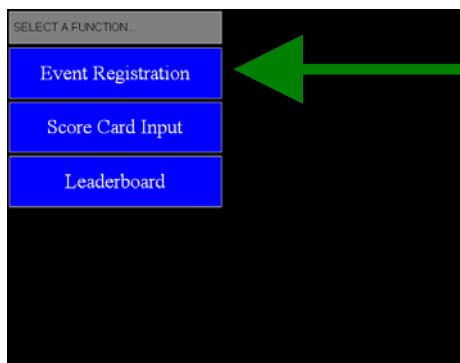 SELECT A FUNCTION...
Event Registration
Score Card Input
Leaderboard